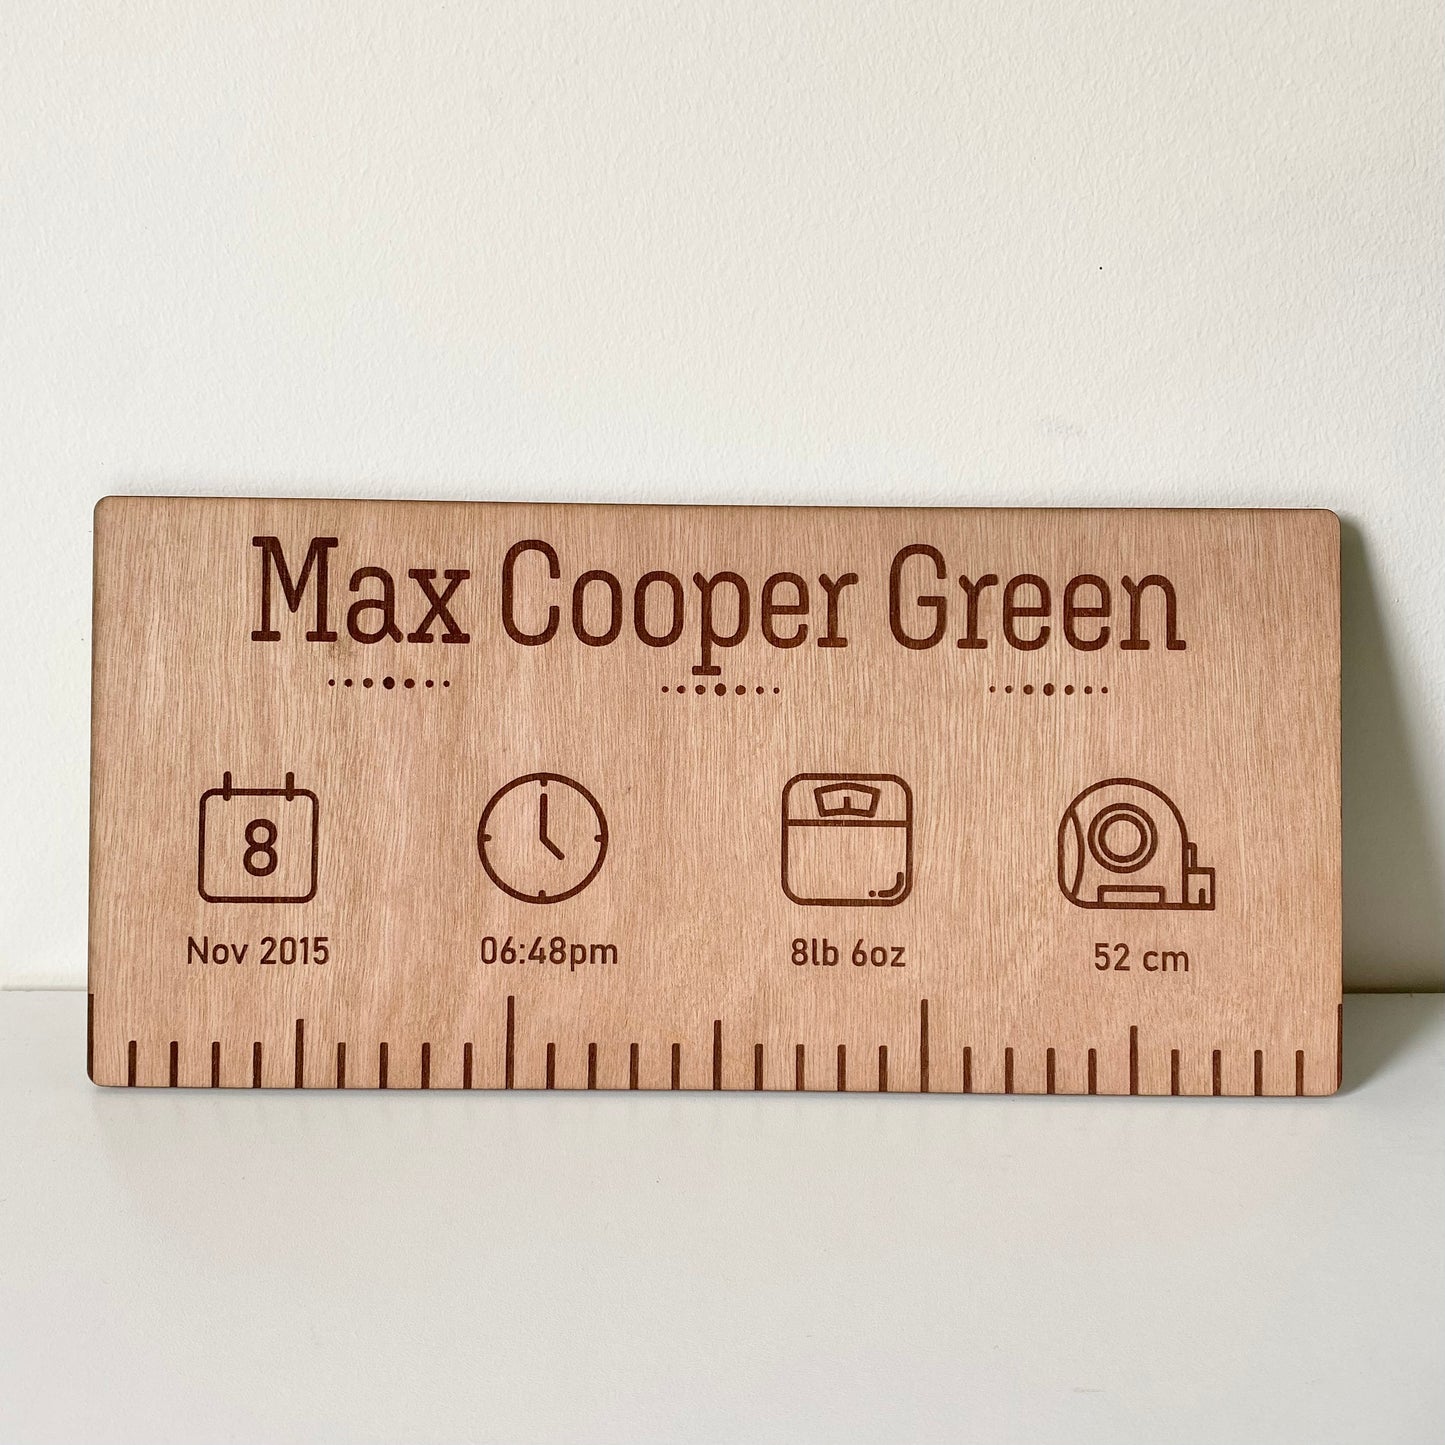 Max Cooper Green
8
Nov 2015
06:48pm
8lb 6oz
52 cm